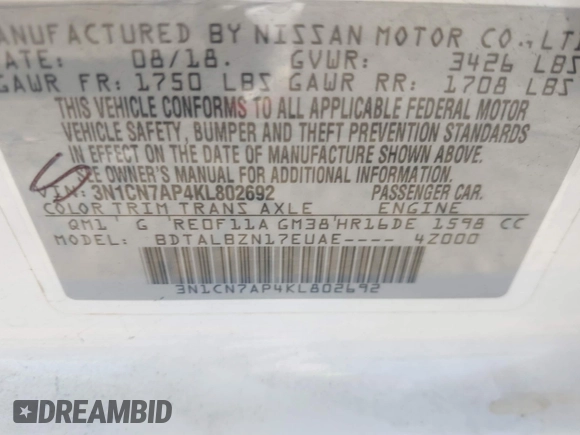 ANUFACTURED BY NISSAN MOTOR CO., LT
ATE: 08/18. GVWR: 3426 LBS
GAWR FR: 1750 LBS GAWR RR: 1708 LBS
THIS VEHICLE CONFORMS TO ALL APPLICABLE FEDERAL MOTOR
VEHICLE SAFETY, BUMPER AND THEFT PREVENTION STANDARDS
IN EFFECT ON THE DATE OF MANUFACTURE SHOWN ABOVE.
SEE OWNER'S MANUAL FOR ADDITIONAL INFORMATION.
VIN: 3N1CN7AP4KL802692 PASSENGER CAR.
COLOR TRIM TRANS AXLE ENGINE
QM1 G RE0F11A GM38 HR16DE 1598 CC
MODEL: BDTALBZN17EUAE---- 4Z000
3N1CN7AP4KL802692
DREAMBID